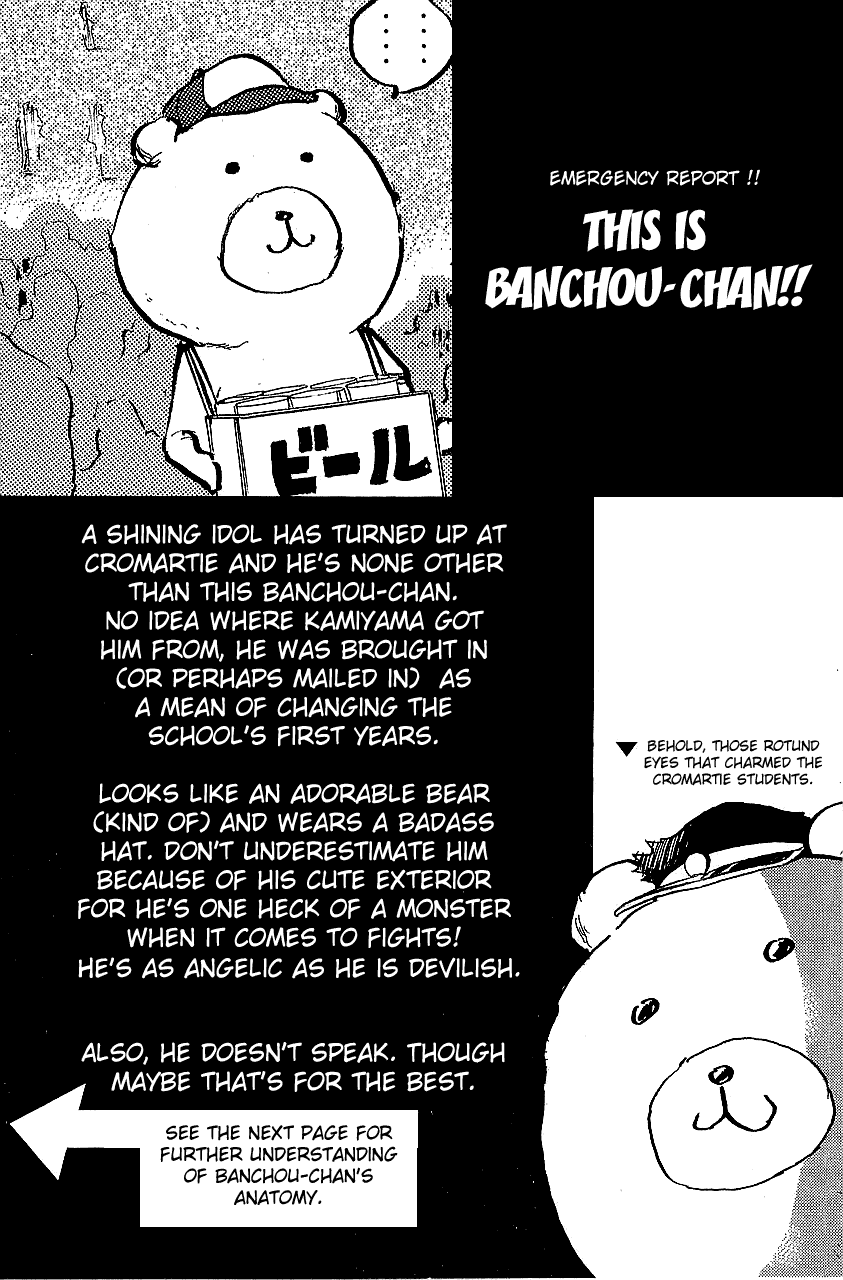 EMERGENCY REPORT !!
THIS IS
BANCHOU-CHAN!!
ビール
A SHINING IDOL HAS TURNED UP AT
CROMARTIE AND HE'S NONE OTHER
THAN THIS BANCHOU-CHAN.
NO IDEA WHERE KAMIYAMA GOT
HIM FROM, HE WAS BROUGHT IN
(OR PERHAPS MAILED IN) AS
A MEAN OF CHANGING THE
SCHOOL'S FIRST YEARS.
LOOKS LIKE AN ADORABLE BEAR
(KIND OF) AND WEARS A BADASS
HAT. DON'T UNDERESTIMATE HIM
BECAUSE OF HIS CUTE EXTERIOR
FOR HE'S ONE HECK OF A MONSTER
WHEN IT COMES TO FIGHTS!
HE'S AS ANGELIC AS HE IS DEVILISH.
ALSO, HE DOESN'T SPEAK. THOUGH
MAYBE THAT'S FOR THE BEST.
BEHOLD, THOSE ROTUND
EYES THAT CHARMED THE
CROMARTIE STUDENTS.
SEE THE NEXT PAGE FOR
FURTHER UNDERSTANDING
OF BANCHOU-CHAN'S
ANATOMY.